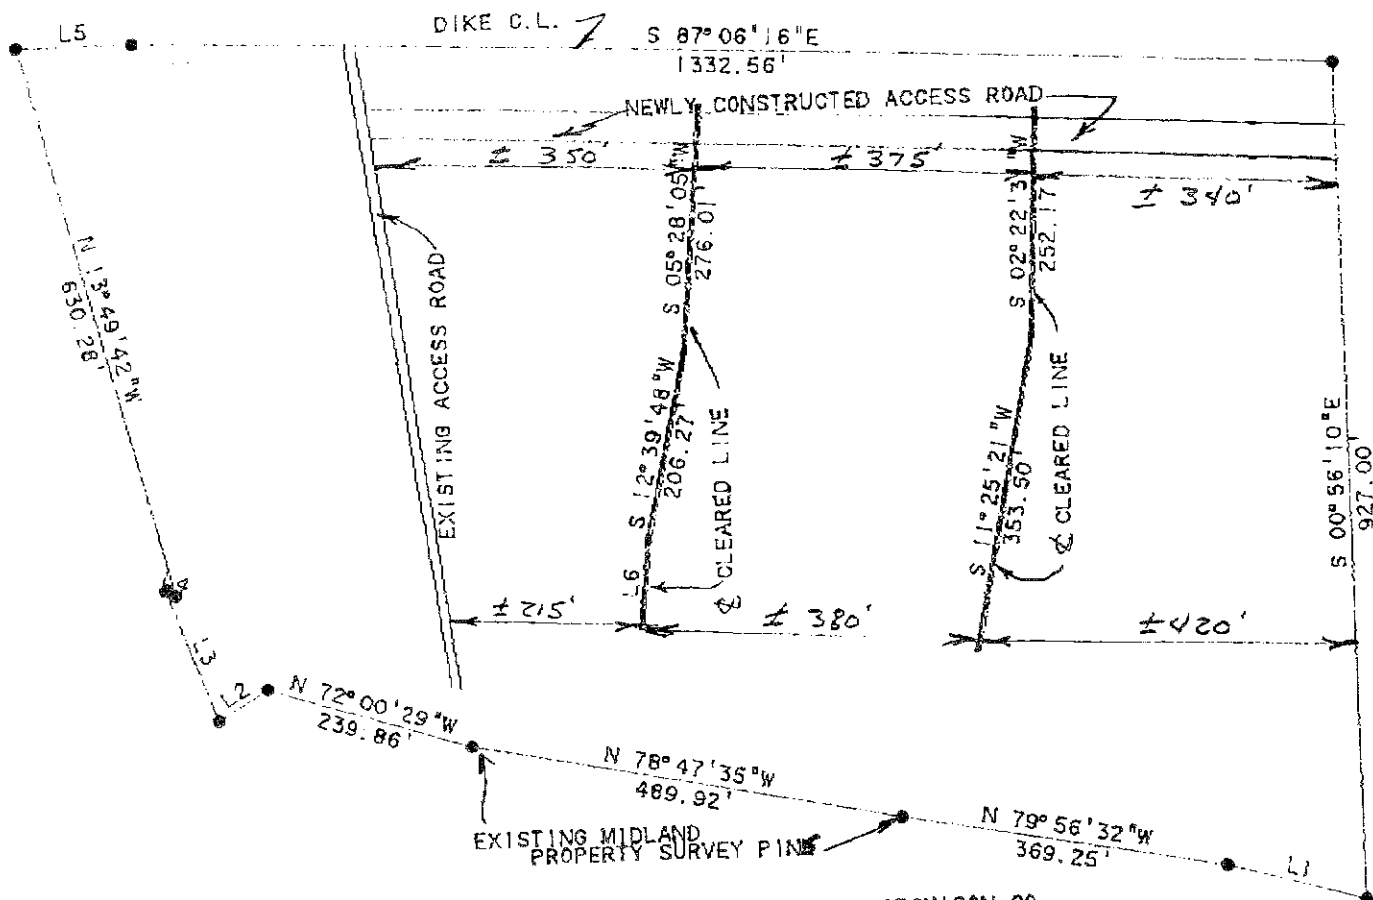 L5
DIKE C.L.
S 87°06'16"E
1332.56'
NEWLY CONSTRUCTED ACCESS ROAD
± 350'
± 375'
± 340'
S 05°28'05"W
276.01'
S 02°22'3 "W
252.17
N 13°49'42"W
630.28'
EXISTING ACCESS ROAD
S 12°39'48"W
206.27'
CLEARED LINE
S 11°25'21"W
353.50'
CLEARED LINE
S 00°56'10"E
927.00'
L6
± 215'
± 380'
± 420'
L3
L2
N 72°00'29"W
239.86'
N 78°47'35"W
489.92'
N 79°56'32"W
369.25'
L1
EXISTING MIDLAND
PROPERTY SURVEY PINS